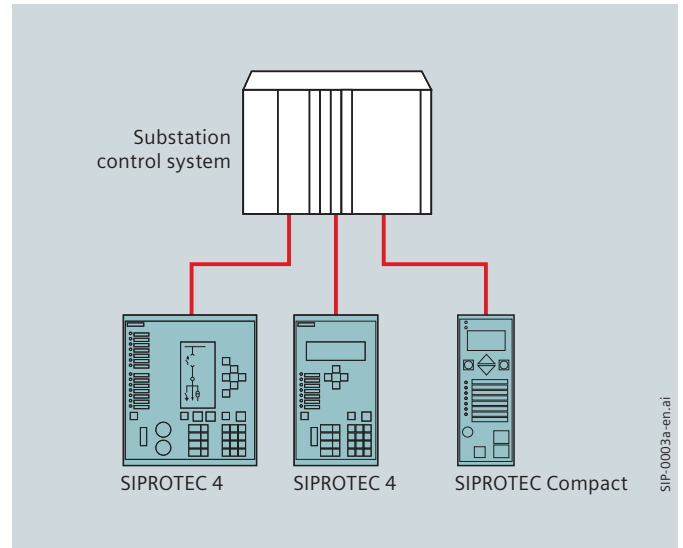 Substation
control system
SIPROTEC 4
SIPROTEC 4
SIPROTEC Compact
SIP-0003a-en.ai